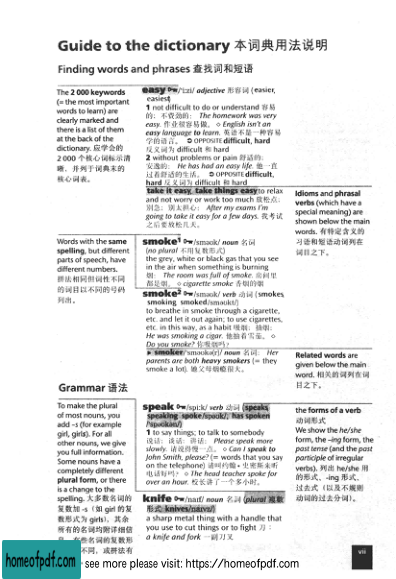 Guide to the dictionary 本词典用法说明
Finding words and phrases 查找词和短语
The 2 000 keywords
(= the most important
words to learn) are
clearly marked and
there is a list of them
at the back of the
dictionary. 应学会的
2 000 个核心词标示清
晰，并列于词典末的
核心词表。
easy /ˈiːzi/ adjective 形容词 (easier,
easiest)
1 not difficult to do or understand 容易
的；不费劲的： The homework was very
easy. 作业很容易做。 ◇ English isn't an
easy language to learn. 英语不是一种容易
学的语言。 ➲ OPPOSITE difficult, hard
反义词为 difficult 和 hard
2 without problems or pain 舒适的；
安逸的： He has had an easy life. 他一直
过着舒适的生活。 ➲ OPPOSITE difficult,
hard 反义词为 difficult 和 hard
take it easy, take things easy to relax
and not worry or work too much 放松点；
别急；别太担心： After my exams I'm
going to take it easy for a few days. 我考试
之后要放松几天。
Idioms and phrasal
verbs (which have a
special meaning) are
shown below the main
words. 有特定含义的
习语和短语动词列在
词目之下。
Words with the same
spelling, but different
parts of speech, have
different numbers.
拼法相同但词性不同
的词目以不同的号码
列出。
smoke¹ /sməʊk/ noun 名词
(no plural 不用复数形式)
the grey, white or black gas that you see
in the air when something is burning
烟： The room was full of smoke. 房间里
都是烟。 ◇ cigarette smoke 香烟的烟
smoke² /sməʊk/ verb 动词 (smokes,
smoking, smoked /sməʊkt/)
to breathe in smoke through a cigarette,
etc. and let it out again; to use cigarettes,
etc. in this way, as a habit 吸烟；抽烟：
He was smoking a cigar. 他抽着雪茄。 ◇
Do you smoke? 你吸烟吗？
▶ smoker /ˈsməʊkə(r)/ noun 名词： Her
parents are both heavy smokers (= they
smoke a lot). 她父母烟瘾很大。
Related words are
given below the main
word. 相关的词列在词
目之下。
Grammar 语法
To make the plural
of most nouns, you
add -s (for example
girl, girls). For all
other nouns, we give
you full information.
Some nouns have a
completely different
plural form, or there
is a change to the
spelling. 大多数名词的
复数加 -s（如 girl 的复
数形式为 girls）。其余
所有的名词均附详细信
息。有些名词的复数形
不同，或拼法有
speak /spiːk/ verb 动词 (speaks,
speaking, spoke /spəʊk/, has spoken
/ˈspəʊkən/)
1 to say things; to talk to somebody
说话；谈话；讲话： Please speak more
slowly. 请说得慢一点。 ◇ Can I speak to
John Smith, please? (= words that you say
on the telephone) 请叫约翰•史密斯来听
电话好吗？ ◇ The head teacher spoke for
over an hour. 校长讲了一个多小时。
knife /naɪf/ noun 名词 (plural 复数
形式 knives /naɪvz/)
a sharp metal thing with a handle that
you use to cut things or to fight 刀：
a knife and fork 一副刀叉
the forms of a verb
动词形式
We show the he/she
form, the –ing form, the
past tense (and the past
participle of irregular
verbs). 列出 he/she 用
的形式、-ing 形式、
过去式（以及不规则
动词的过去分词）。
vii
homeofpdf.com
see more please visit: https://homeofpdf.com